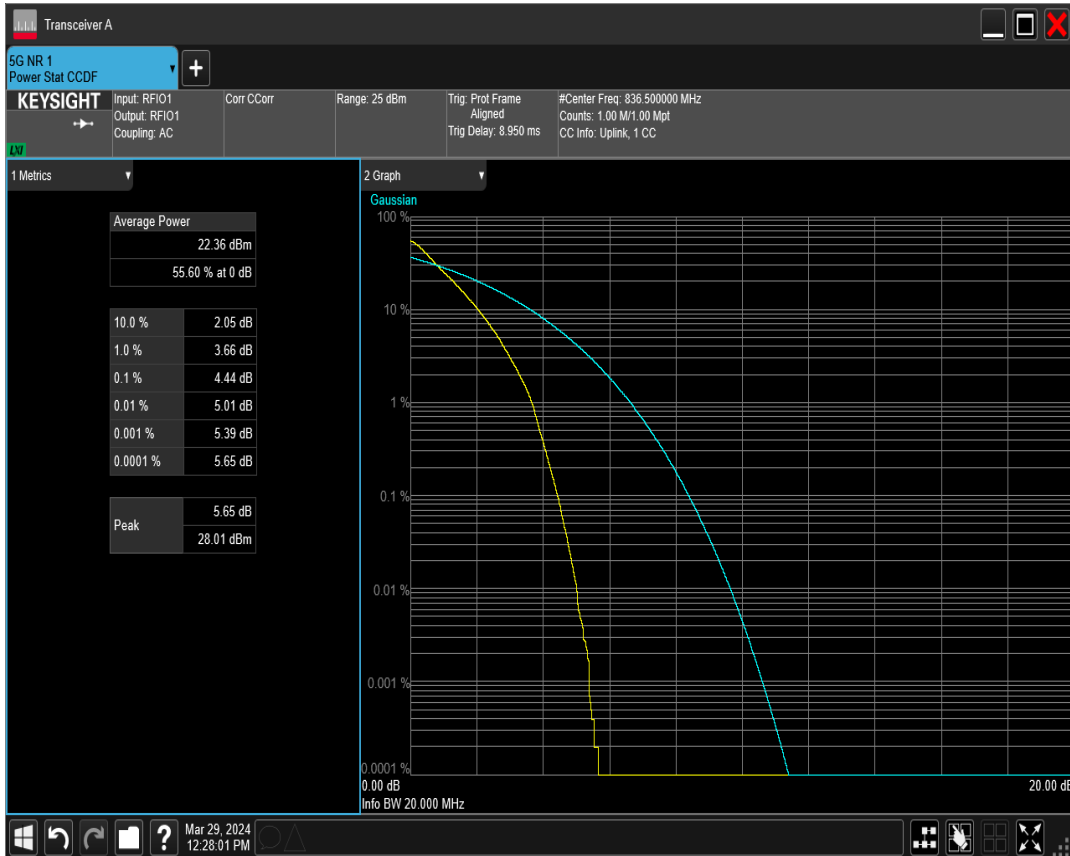 Transceiver A
5G NR 1
Power Stat CCDF
KEYSIGHT
LXI
Input: RFIO1
Output: RFIO1
Coupling: AC
Corr CCorr
Range: 25 dBm
Trig: Prot Frame
Aligned
Trig Delay: 8.950 ms
#Center Freq: 836.500000 MHz
Counts: 1.00 M/1.00 Mpt
CC Info: Uplink, 1 CC
1 Metrics
Average Power
22.36 dBm
55.60 % at 0 dB
10.0 % 2.05 dB
1.0 % 3.66 dB
0.1 % 4.44 dB
0.01 % 5.01 dB
0.001 % 5.39 dB
0.0001 % 5.65 dB
Peak
5.65 dB
28.01 dBm
2 Graph
Gaussian
100 %
10 %
1 %
0.1 %
0.01 %
0.001 %
0.0001 %
0.00 dB 20.00 dB
Info BW 20.000 MHz
Mar 29, 2024
12:28:01 PM